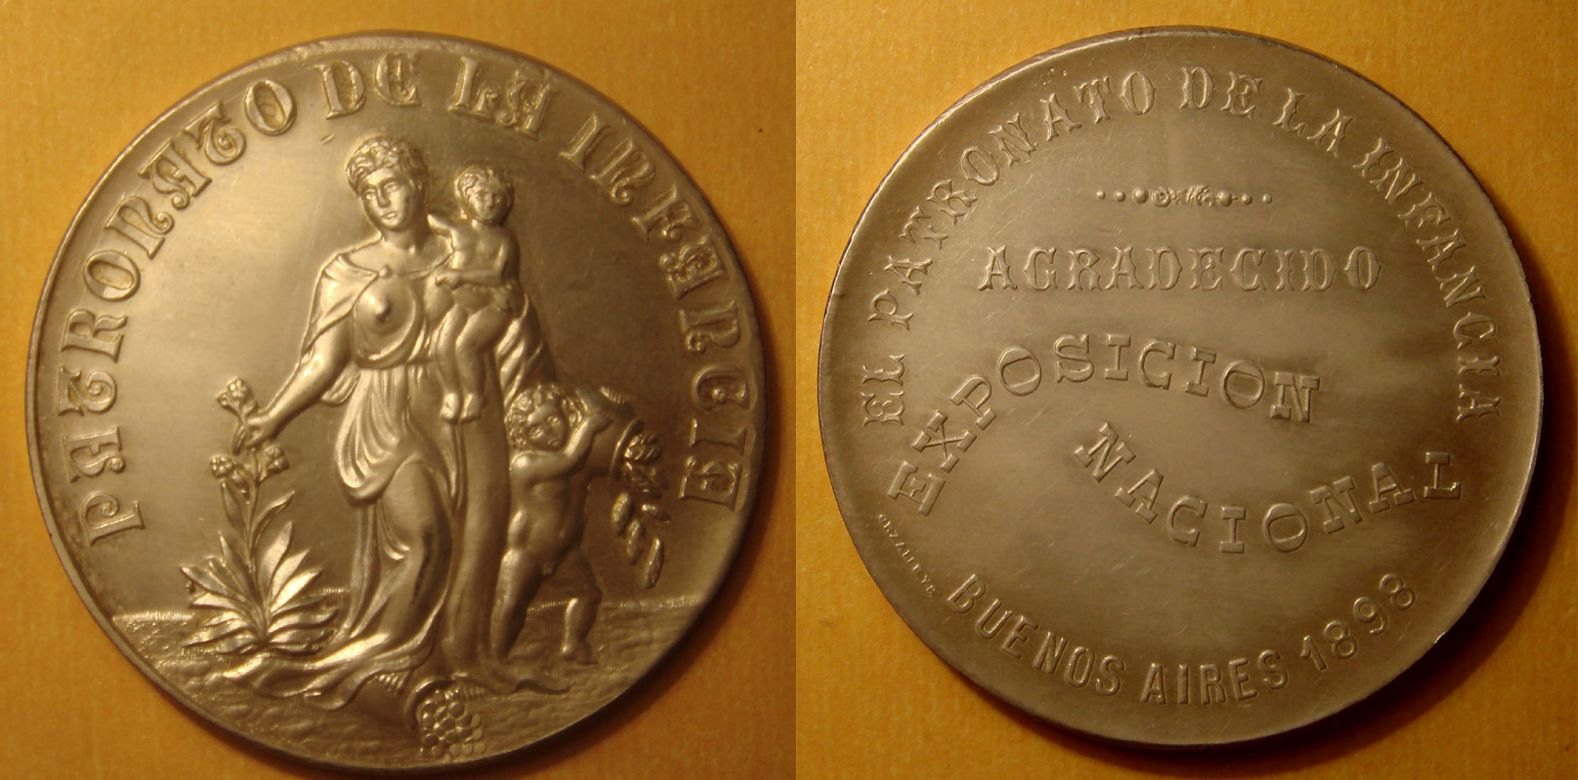 PATRONATO DE LA INFANCIA
EL PATRONATO DE LA INFANCIA
AGRADECIDO
EXPOSICION
NACIONAL
BUENOS AIRES 1898